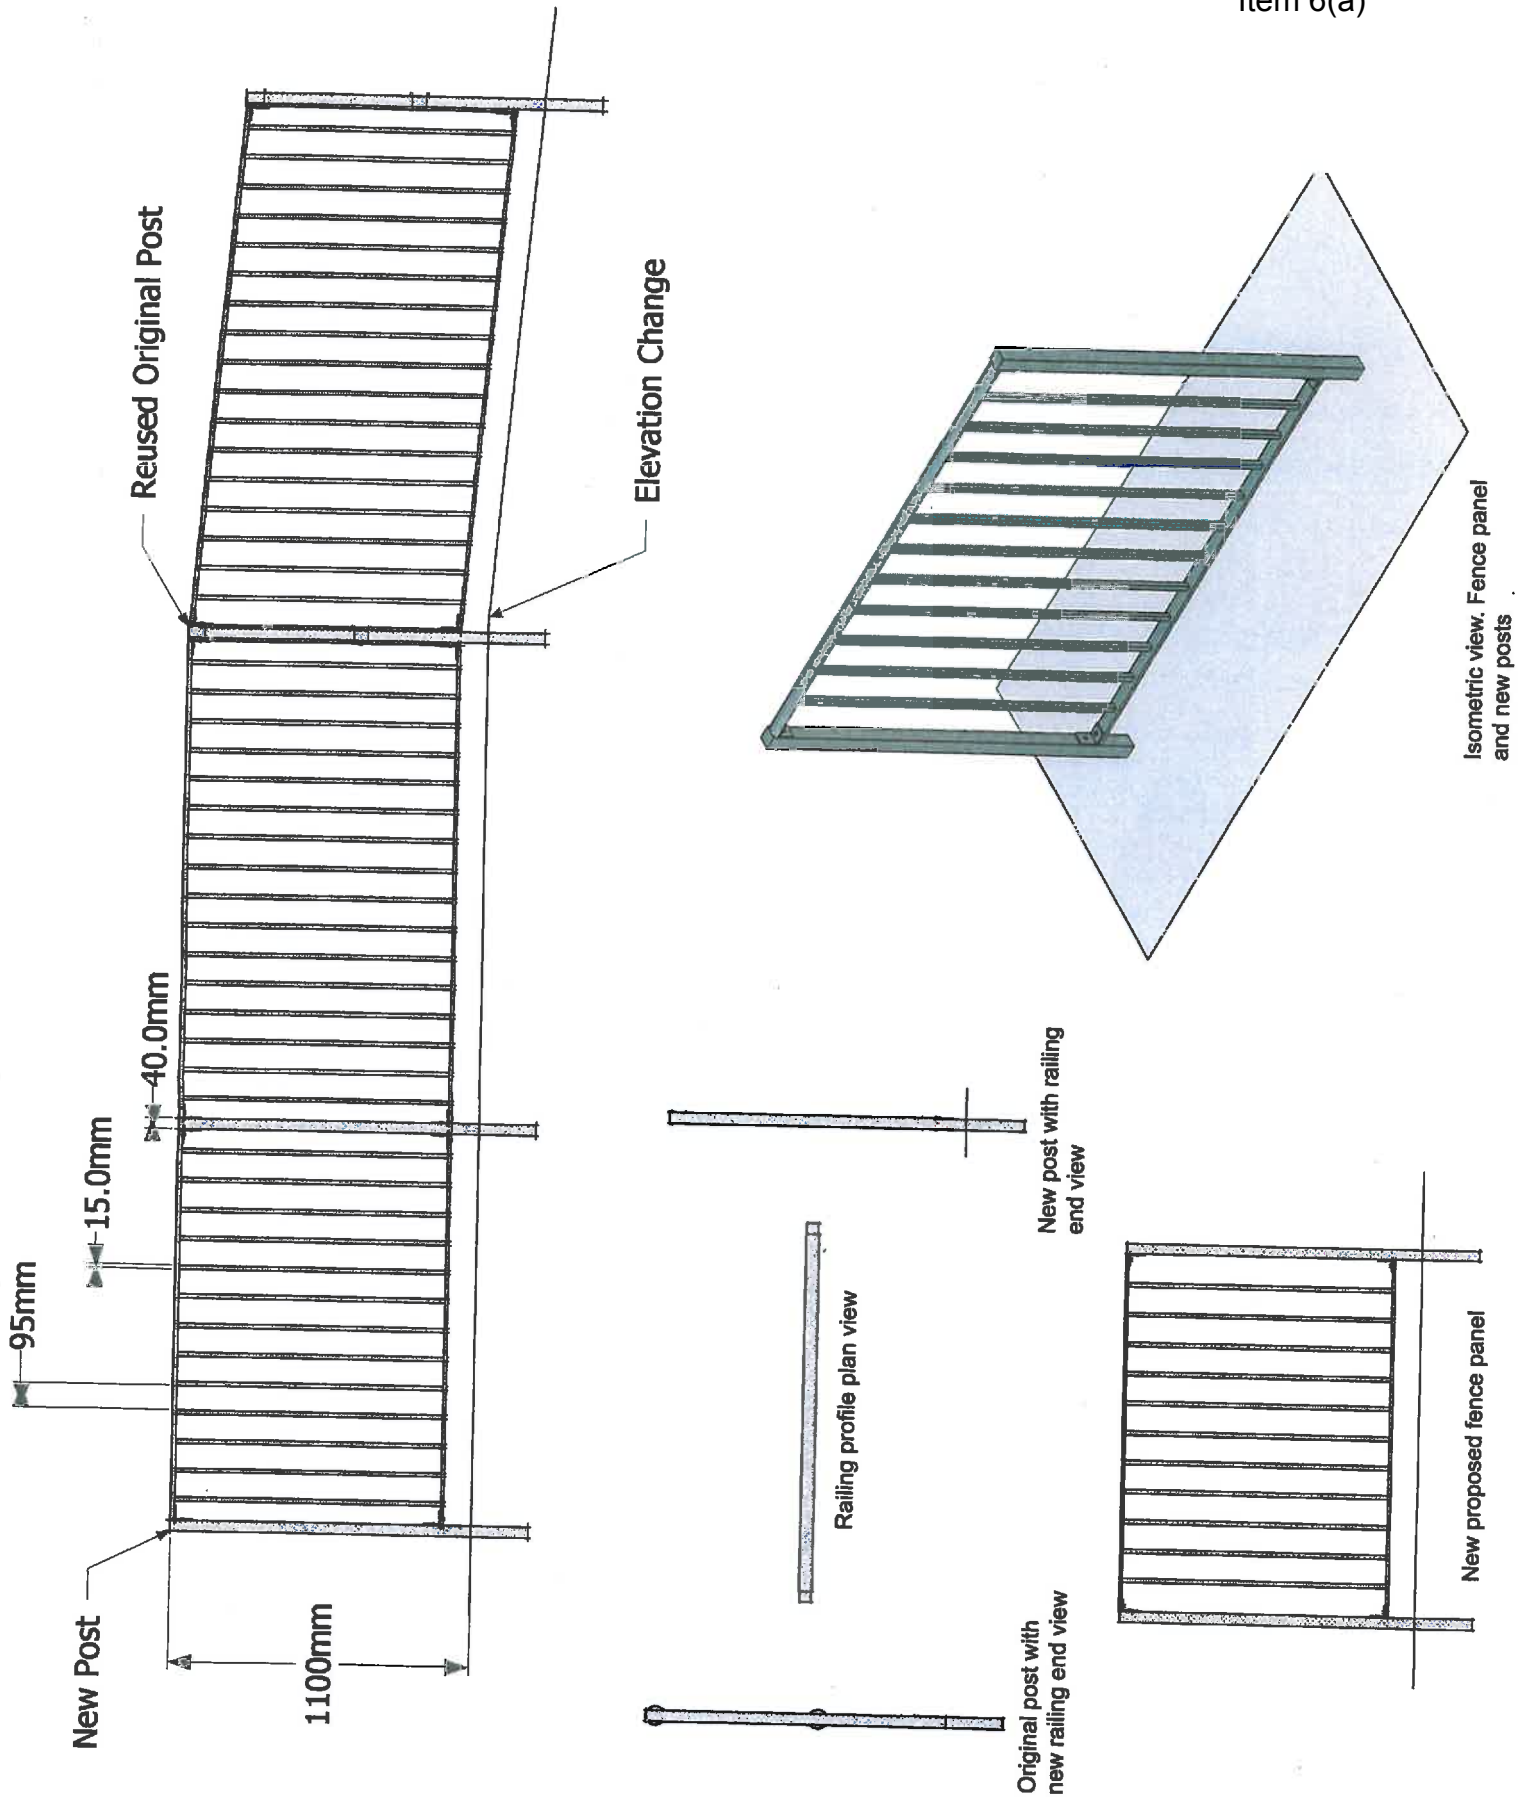 Item 6(a)
New Post
1100mm
95mm
15.0mm
40.0mm
Reused Original Post
Elevation Change
Original post with
new railing end view
Railing profile plan view
New post with railing
end view
New proposed fence panel
Isometric view. Fence panel
and new posts